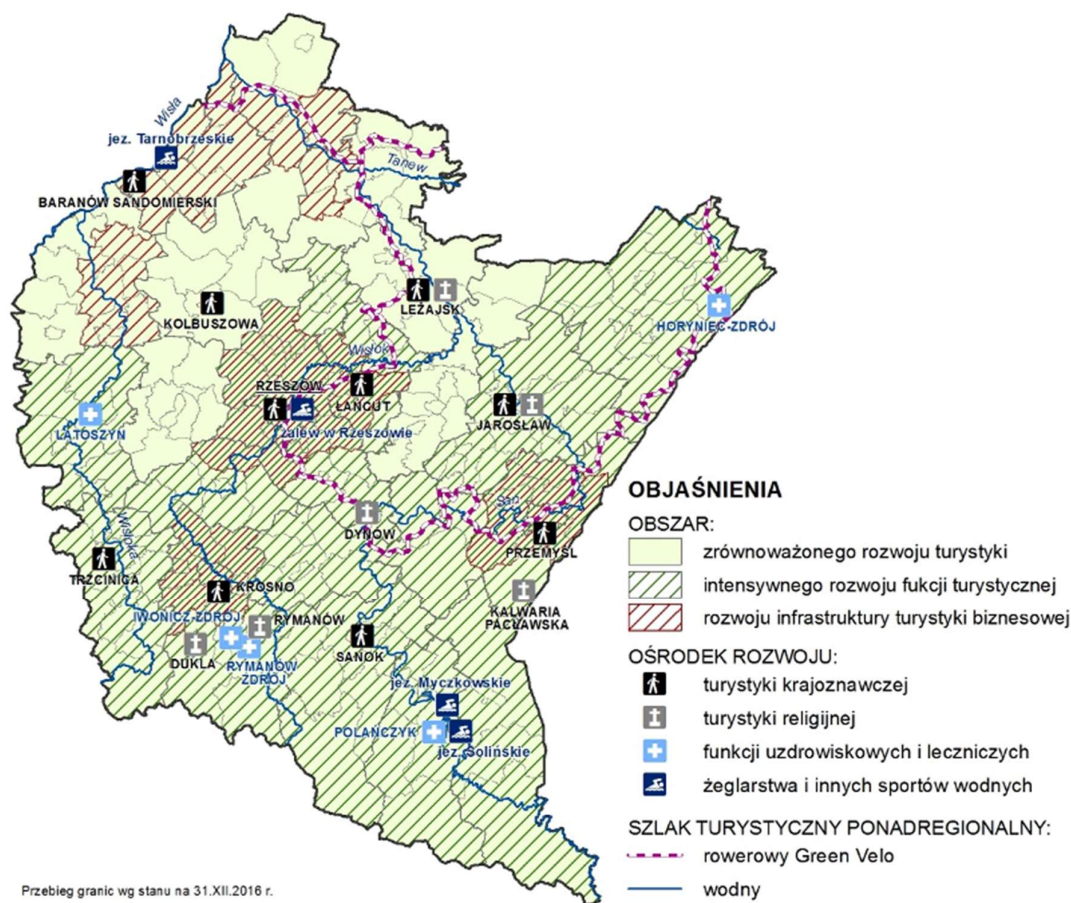 Wisła
jez. Tarnobrzeskie
Tanew
BARANÓW SANDOMIERSKI
KOLBUSZOWA
LEŻAJSK
HORYNIEC-ZDRÓJ
Wisłok
RZESZÓW
ŁAŃCUT
zalew w Rzeszowie
JAROSŁAW
LATOSZYN
Wisłoka
San
DYNÓW
PRZEMYŚL
TRZCINICA
KROSNO
KALWARIA
PACŁAWSKA
IWONICZ-ZDRÓJ
RYMANÓW
DUKLA
RYMANÓW
ZDRÓJ
SANOK
jez. Myczkowskie
POLAŃCZYK
jez. Solińskie
OBJAŚNIENIA
OBSZAR:
zrównoważonego rozwoju turystyki
intensywnego rozwoju fukcji turystycznej
rozwoju infrastruktury turystyki biznesowej
OŚRODEK ROZWOJU:
turystyki krajoznawczej
turystyki religijnej
funkcji uzdrowiskowych i leczniczych
żeglarstwa i innych sportów wodnych
SZLAK TURYSTYCZNY PONADREGIONALNY:
rowerowy Green Velo
wodny
Przebieg granic wg stanu na 31.XII.2016 r.